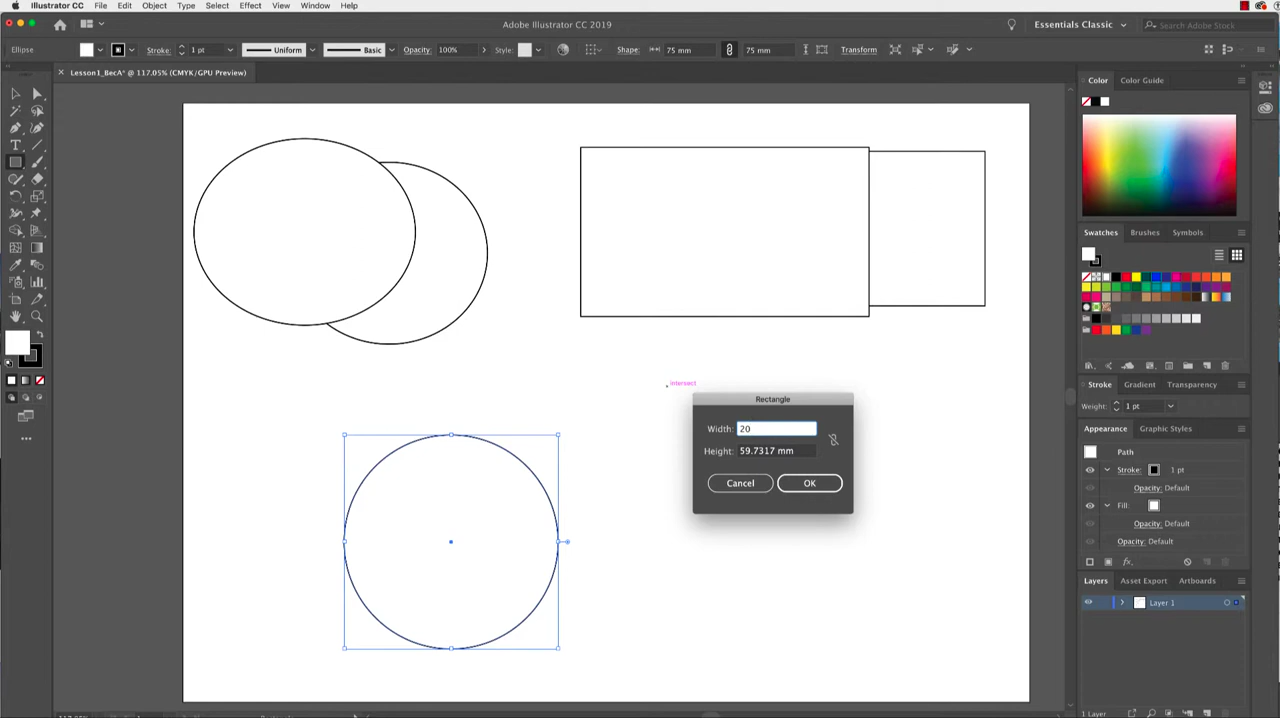 Illustrator CC File Edit Object Type Select Effect View Window Help
Adobe Illustrator CC 2019
Essentials Classic
Search Adobe Stock
Ellipse Stroke: 1 pt Uniform Basic Opacity: 100% Style: Shape: 75 mm 75 mm Transform
Lesson1_BecA* @ 117.05% (CMYK/GPU Preview)
Color Color Guide
Swatches Brushes Symbols
intersect
Rectangle
Width: 20
Height: 59.7317 mm
Cancel OK
Stroke Gradient Transparency
Weight: 1 pt
Appearance Graphic Styles
Path
Stroke: 1 pt
Opacity: Default
Fill:
Opacity: Default
Opacity: Default
Layers Asset Export Artboards
Layer 1
1 Layer